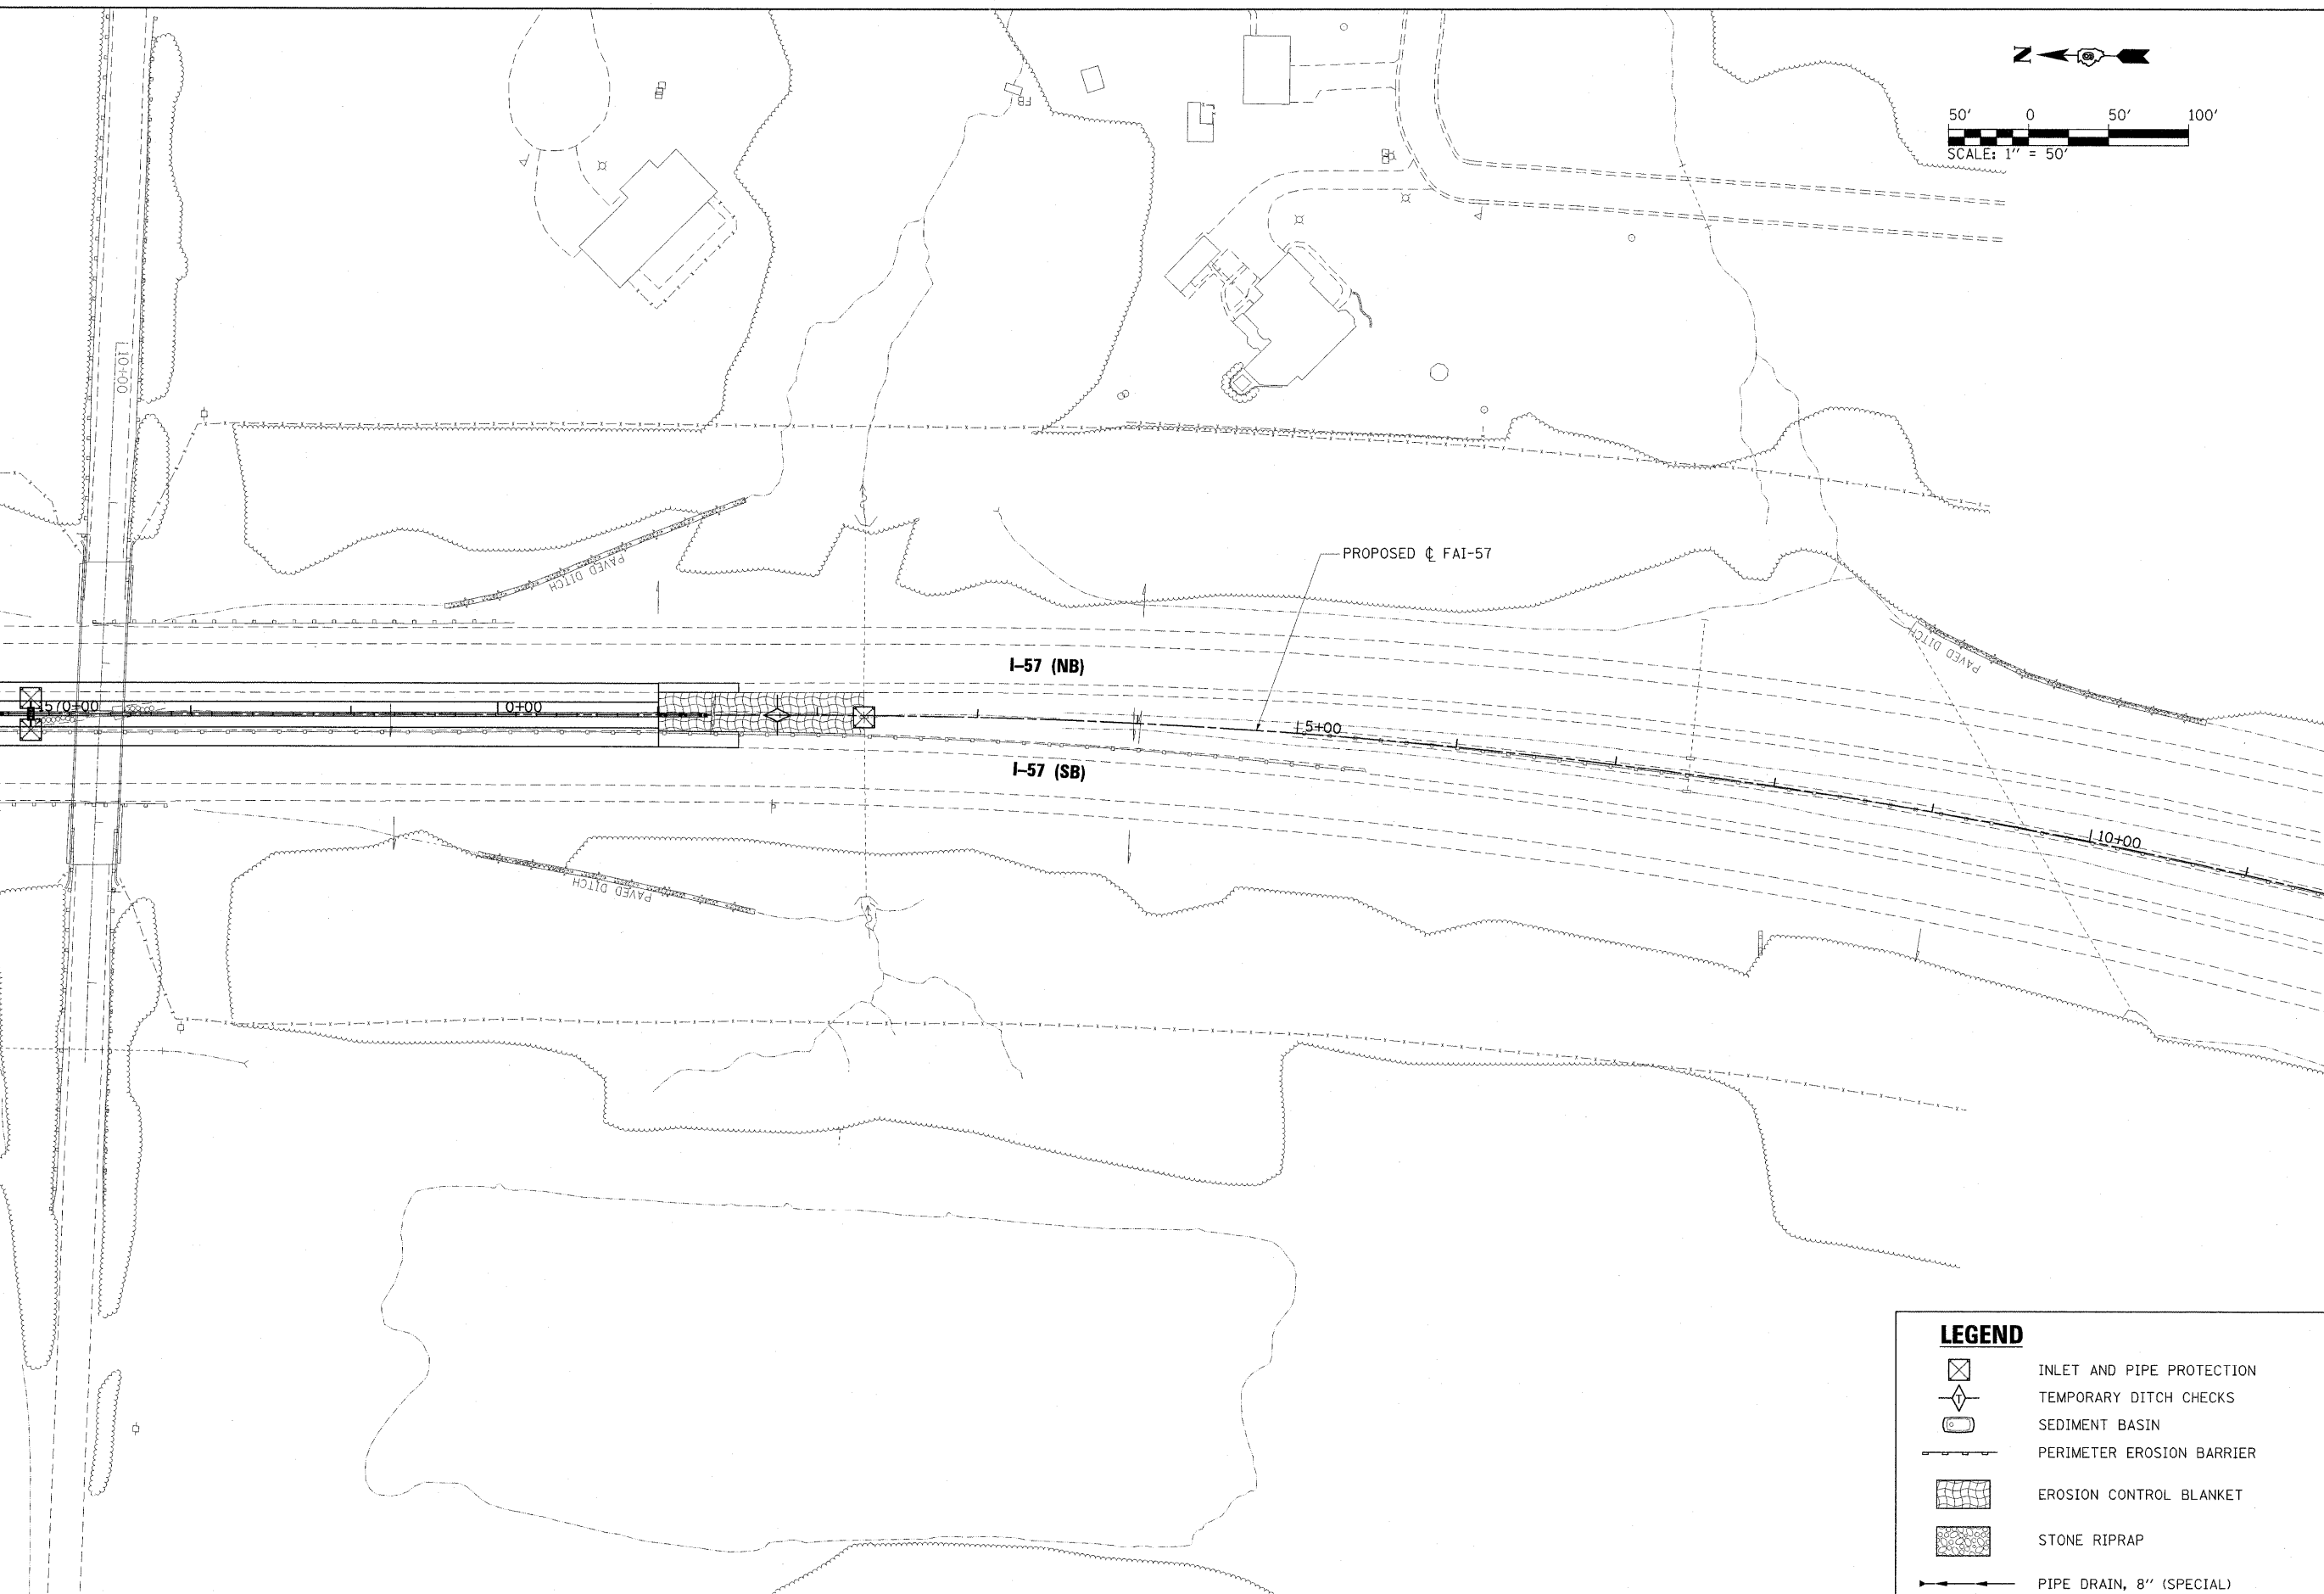 N
50' 0 50' 100'
SCALE: 1" = 50'
FB
10+00
PROPOSED ℄ FAI-57
PAVED DITCH
PAVED DITCH
I-57 (NB)
1570+00
0+00
5+00
I-57 (SB)
10+00
PAVED DITCH
LEGEND
INLET AND PIPE PROTECTION
T TEMPORARY DITCH CHECKS
SEDIMENT BASIN
PERIMETER EROSION BARRIER
EROSION CONTROL BLANKET
STONE RIPRAP
PIPE DRAIN, 8" (SPECIAL)